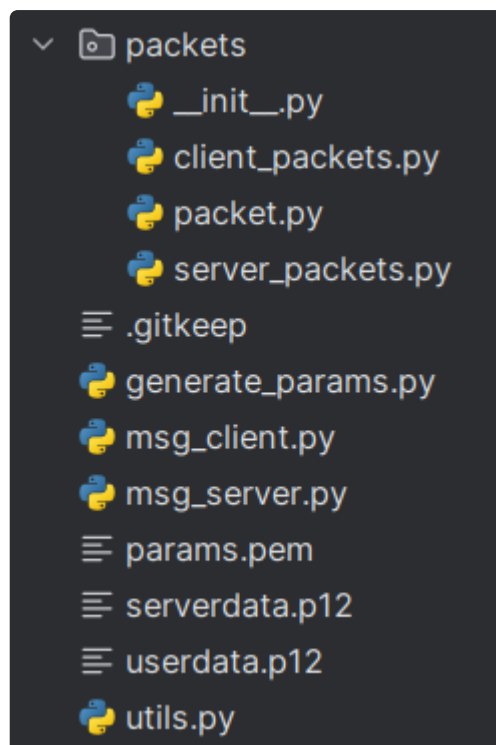 packets
__init__.py
client_packets.py
packet.py
server_packets.py
.gitkeep
generate_params.py
msg_client.py
msg_server.py
params.pem
serverdata.p12
userdata.p12
utils.py